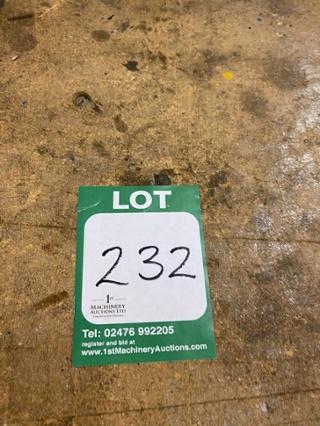 LOT
232
1st
MACHINERY
AUCTIONS LTD
Tel: 02476 992205
register and bid at
www.1stMachineryAuctions.com